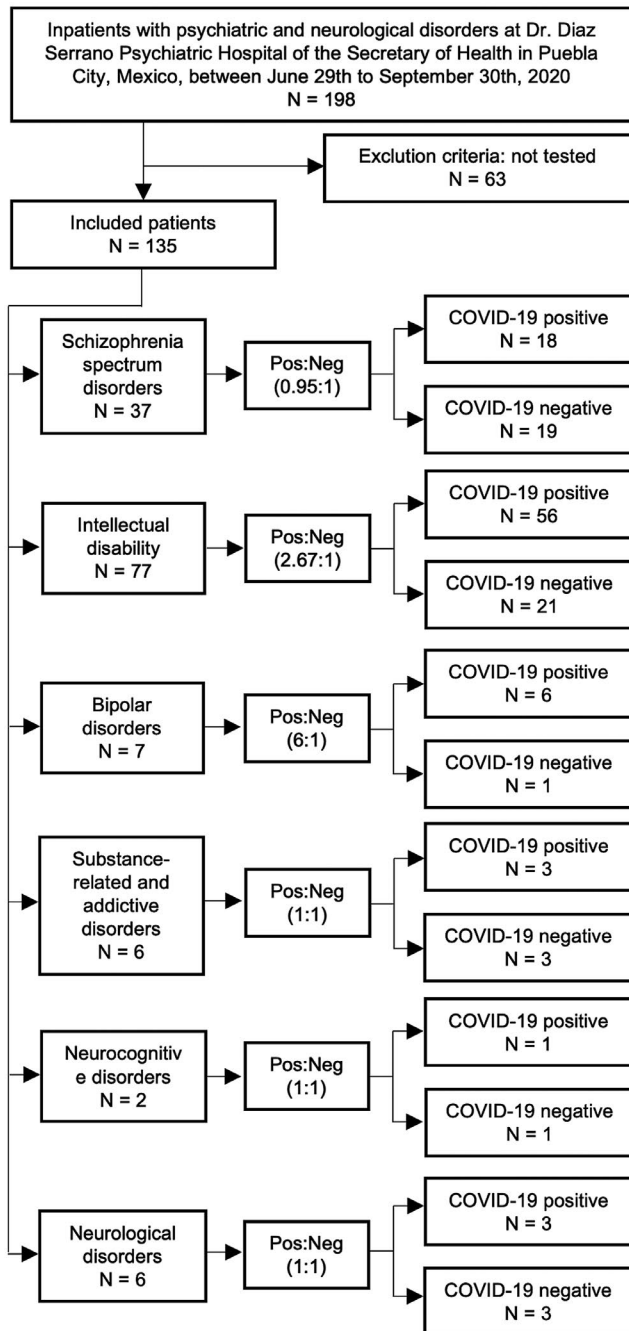 Inpatients with psychiatric and neurological disorders at Dr. Diaz
Serrano Psychiatric Hospital of the Secretary of Health in Puebla
City, Mexico, between June 29th to September 30th, 2020
N = 198
Exclution criteria: not tested
N = 63
Included patients
N = 135
Schizophrenia
spectrum
disorders
N = 37
Pos:Neg
(0.95:1)
COVID-19 positive
N = 18
COVID-19 negative
N = 19
Intellectual
disability
N = 77
Pos:Neg
(2.67:1)
COVID-19 positive
N = 56
COVID-19 negative
N = 21
Bipolar
disorders
N = 7
Pos:Neg
(6:1)
COVID-19 positive
N = 6
COVID-19 negative
N = 1
Substance-
related and
addictive
disorders
N = 6
Pos:Neg
(1:1)
COVID-19 positive
N = 3
COVID-19 negative
N = 3
Neurocognitiv
e disorders
N = 2
Pos:Neg
(1:1)
COVID-19 positive
N = 1
COVID-19 negative
N = 1
Neurological
disorders
N = 6
Pos:Neg
(1:1)
COVID-19 positive
N = 3
COVID-19 negative
N = 3